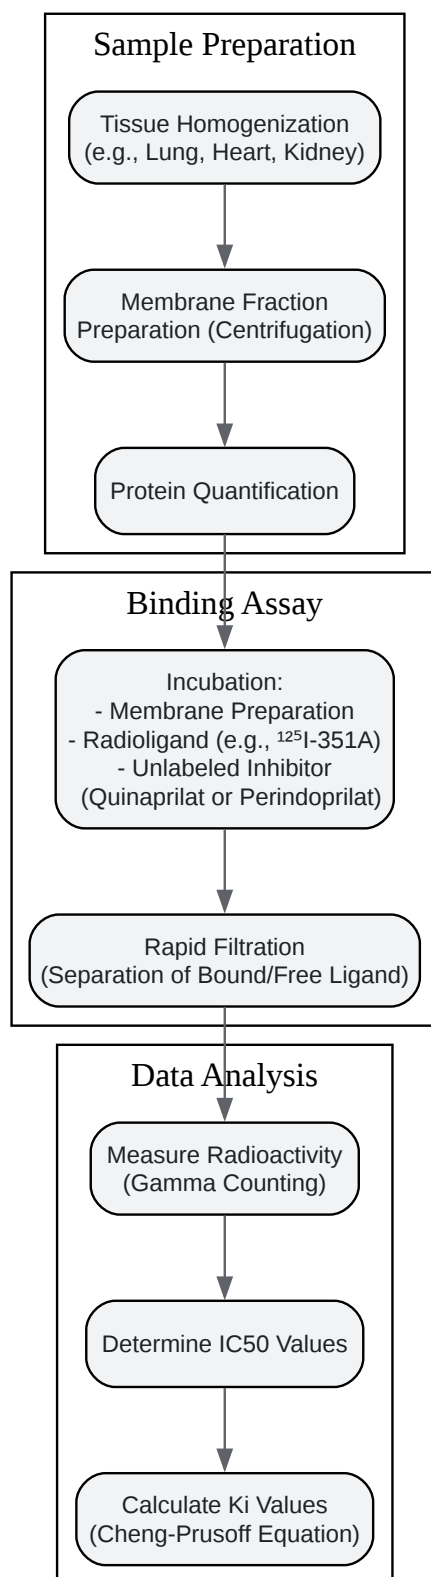 Sample Preparation
Tissue Homogenization
(e.g., Lung, Heart, Kidney)
Membrane Fraction
Preparation (Centrifugation)
Protein Quantification
Binding Assay
Incubation:
- Membrane Preparation
- Radioligand (e.g., ¹²⁵I-351A)
- Unlabeled Inhibitor
(Quinaprilat or Perindoprilat)
Rapid Filtration
(Separation of Bound/Free Ligand)
Data Analysis
Measure Radioactivity
(Gamma Counting)
Determine IC50 Values
Calculate Ki Values
(Cheng-Prusoff Equation)